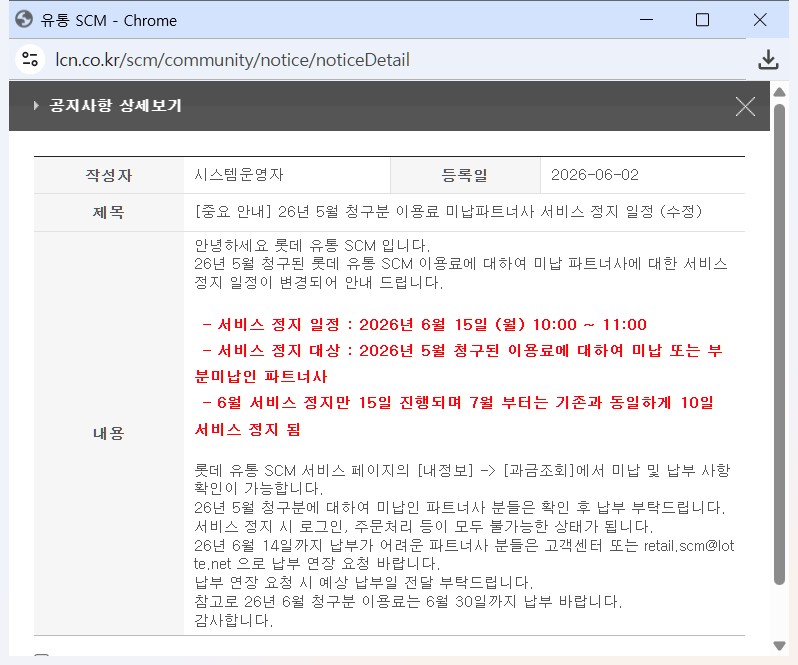 유통 SCM - Chrome
lcn.co.kr/scm/community/notice/noticeDetail
공지사항 상세보기
작성자 시스템운영자 등록일 2026-06-02
제목 [중요 안내] 26년 5월 청구분 이용료 미납파트너사 서비스 정지 일정 (수정)
내용
안녕하세요 롯데 유통 SCM 입니다.
26년 5월 청구된 롯데 유통 SCM 이용료에 대하여 미납 파트너사에 대한 서비스
정지 일정이 변경되어 안내 드립니다.
- 서비스 정지 일정 : 2026년 6월 15일 (월) 10:00 ~ 11:00
- 서비스 정지 대상 : 2026년 5월 청구된 이용료에 대하여 미납 또는 부
분미납인 파트너사
- 6월 서비스 정지만 15일 진행되며 7월 부터는 기존과 동일하게 10일
서비스 정지 됨
롯데 유통 SCM 서비스 페이지의 [내정보] -> [과금조회]에서 미납 및 납부 사항
확인이 가능합니다.
26년 5월 청구분에 대하여 미납인 파트너사 분들은 확인 후 납부 부탁드립니다.
서비스 정지 시 로그인, 주문처리 등이 모두 불가능한 상태가 됩니다.
26년 6월 14일까지 납부가 어려운 파트너사 분들은 고객센터 또는 retail.scm@lot
te.net 으로 납부 연장 요청 바랍니다.
납부 연장 요청 시 예상 납부일 전달 부탁드립니다.
참고로 26년 6월 청구분 이용료는 6월 30일까지 납부 바랍니다.
감사합니다.